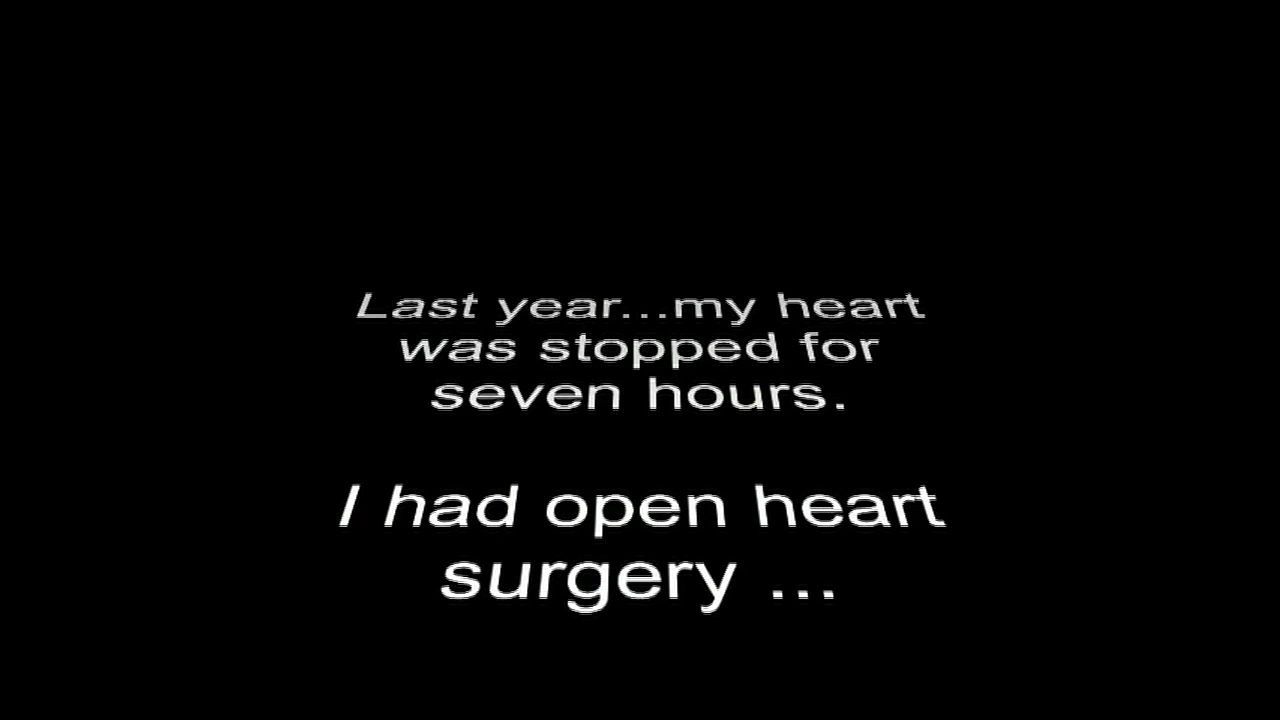 Last year...my heart
was stopped for
seven hours.
I had open heart
surgery ...